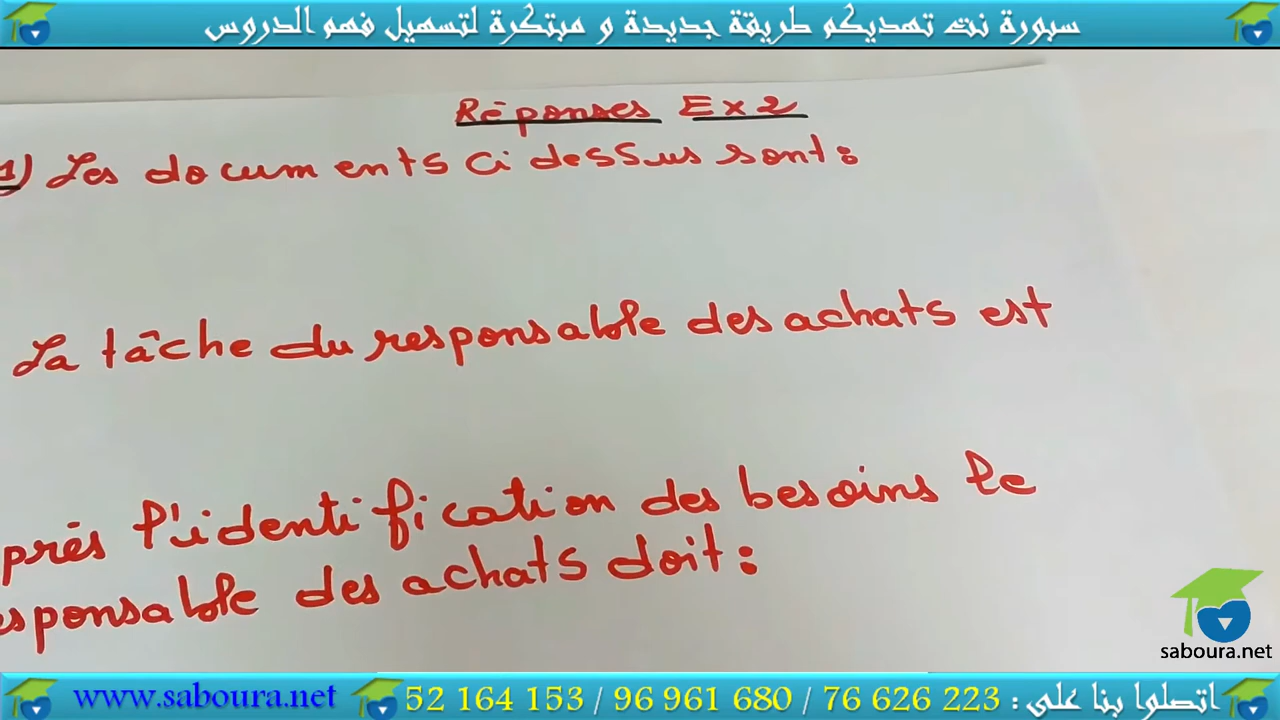 سبورة نت تهديكم طريقة جديدة و مبتكرة لتسهيل فهم الدروس
Réponses Ex2
1) Les documents ci dessus sont:
La tâche du responsable des achats est
près l'identification des besoins le
esponsable des achats doit:
saboura.net
www.saboura.net 52 164 153 / 96 961 680 / 76 626 223 اتصلوا بنا على :